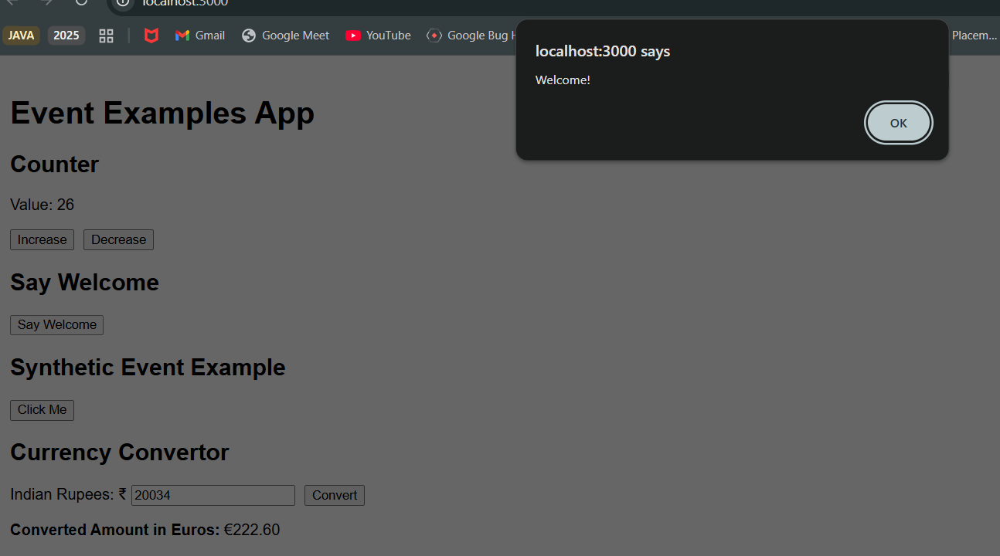 localhost:3000
JAVA 2025 Gmail Google Meet YouTube Google Bug Placem...
localhost:3000 says
Welcome!
OK
Event Examples App
Counter
Value: 26
Increase Decrease
Say Welcome
Say Welcome
Synthetic Event Example
Click Me
Currency Convertor
Indian Rupees: ₹ 20034 Convert
Converted Amount in Euros: €222.60